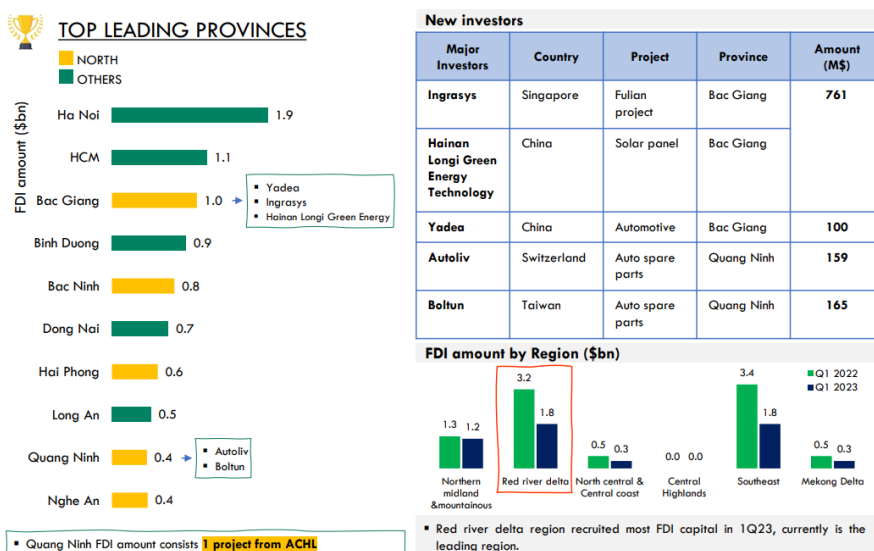 TOP LEADING PROVINCES
NORTH
OTHERS
FDI amount ($bn)
Ha Noi 1.9
HCM 1.1
Bac Giang 1.0
▪ Yadea
▪ Ingrasys
▪ Hainan Longi Green Energy
Binh Duong 0.9
Bac Ninh 0.8
Dong Nai 0.7
Hai Phong 0.6
Long An 0.5
Quang Ninh 0.4
▪ Autoliv
▪ Boltun
Nghe An 0.4
▪ Quang Ninh FDI amount consists 1 project from ACHL
New investors
Major Investors Country Project Province Amount (M$)
Ingrasys Singapore Fulian project Bac Giang 761
Hainan Longi Green Energy Technology China Solar panel Bac Giang
Yadea China Automotive Bac Giang 100
Autoliv Switzerland Auto spare parts Quang Ninh 159
Boltun Taiwan Auto spare parts Quang Ninh 165
FDI amount by Region ($bn)
Q1 2022
Q1 2023
1.3 1.2
3.2 1.8
0.5 0.3
0.0 0.0
3.4 1.8
0.5 0.3
Northern midland &mountainous
Red river delta
North central & Central coast
Central Highlands
Southeast
Mekong Delta
▪ Red river delta region recruited most FDI capital in 1Q23, currently is the
leading region.